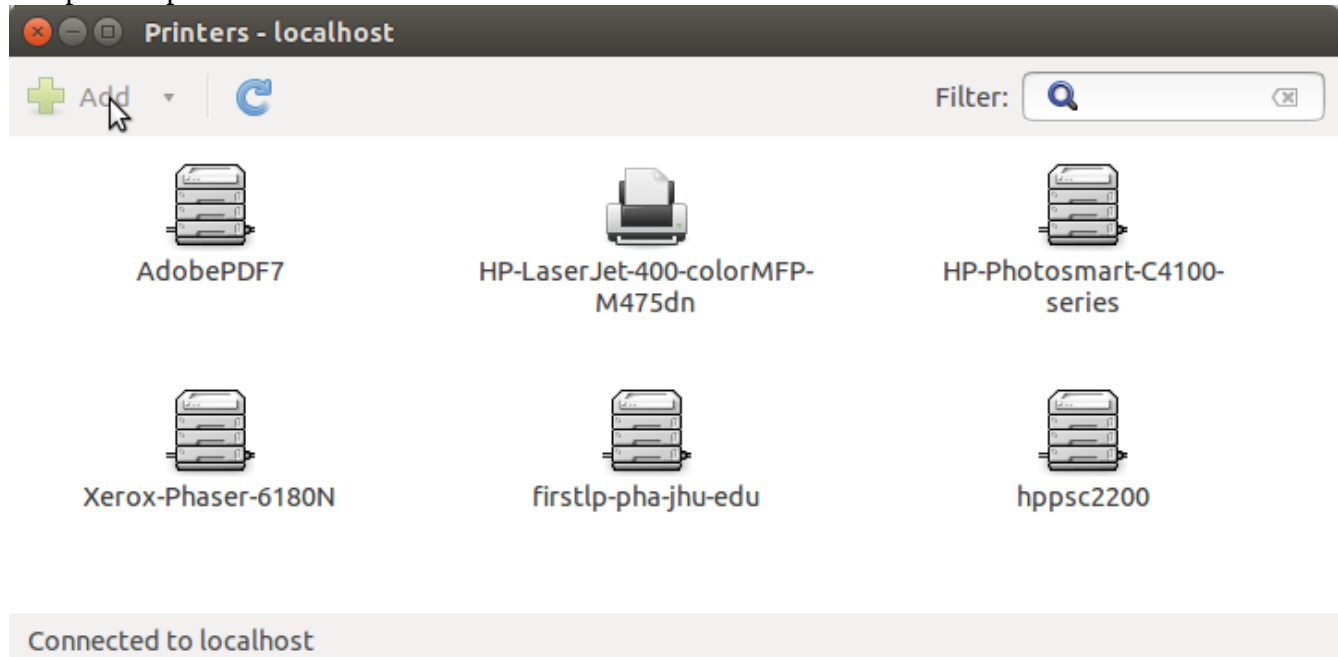 Printers - localhost
Add
Filter:
AdobePDF7
HP-LaserJet-400-colorMFP-
M475dn
HP-Photosmart-C4100-
series
Xerox-Phaser-6180N
firstlp-pha-jhu-edu
hppsc2200
Connected to localhost